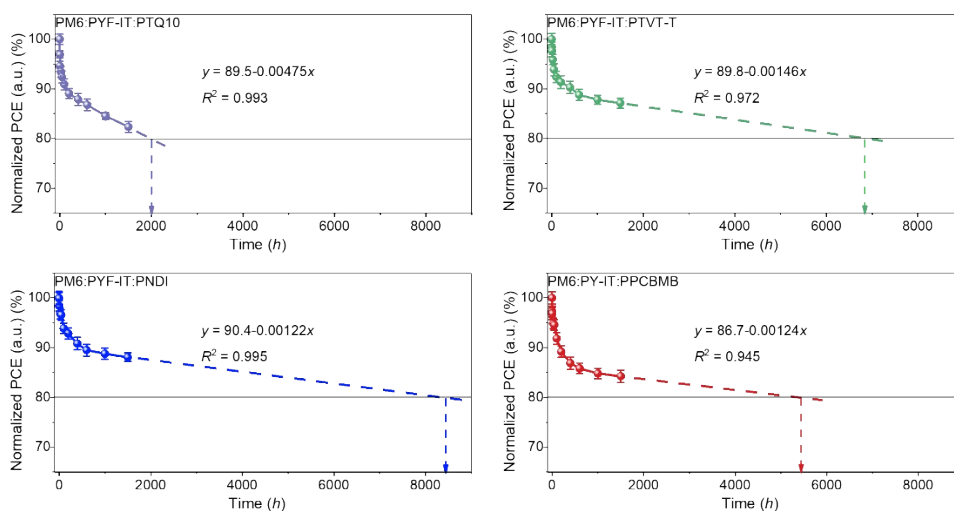 PM6:PYF-IT:PTQ10
Normalized PCE (a.u.) (%)
100
90
80
70
y = 89.5-0.00475x
R² = 0.993
0
2000
4000
6000
8000
Time (h)
PM6:PYF-IT:PTVT-T
Normalized PCE (a.u.) (%)
100
90
80
70
y = 89.8-0.00146x
R² = 0.972
0
2000
4000
6000
8000
Time (h)
PM6:PYF-IT:PNDI
Normalized PCE (a.u.) (%)
100
90
80
70
y = 90.4-0.00122x
R² = 0.995
0
2000
4000
6000
8000
Time (h)
PM6:PY-IT:PPCBMB
Normalized PCE (a.u.) (%)
100
90
80
70
y = 86.7-0.00124x
R² = 0.945
0
2000
4000
6000
8000
Time (h)